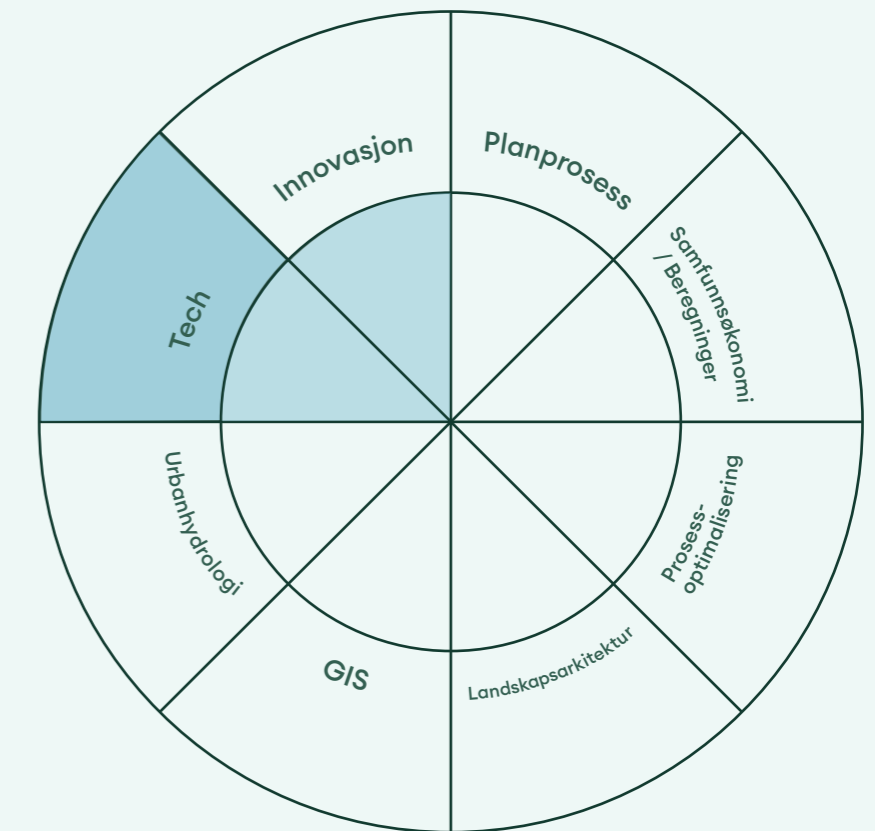 Innovasjon
Planprosess
Samfunnsøkonomi
/ Beregninger
Prosess-
optimalisering
Landskapsarkitektur
GIS
Urbanhydrologi
Tech